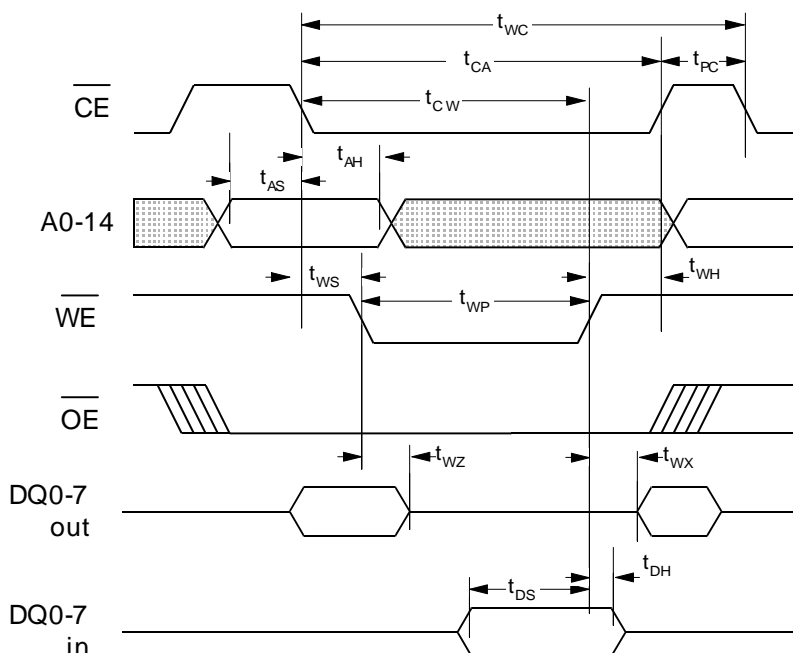 tWC
tCA
tPC
tCW
CE
tAH
tAS
A0-14
tWS
tWH
tWP
WE
OE
tWZ
tWX
DQ0-7
out
tDH
tDS
DQ0-7
in